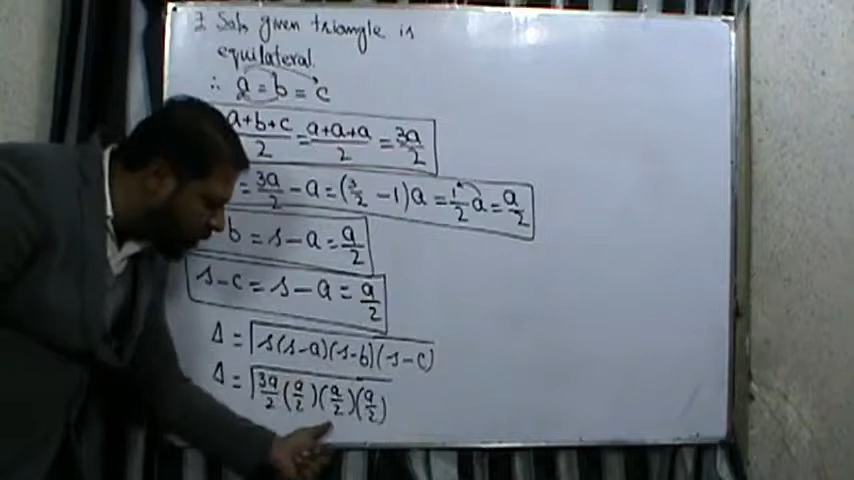 Sol: given triangle is
equilateral.
∴ a = b = c
a+b+c/2 = a+a+a/2 = 3a/2
= 3a/2 - a = (3/2 - 1)a = 1/2 a = a/2
b = s - a = a/2
s - c = s - a = a/2
Δ = √s(s-a)(s-b)(s-c)
Δ = √3a/2 (a/2)(a/2)(a/2)